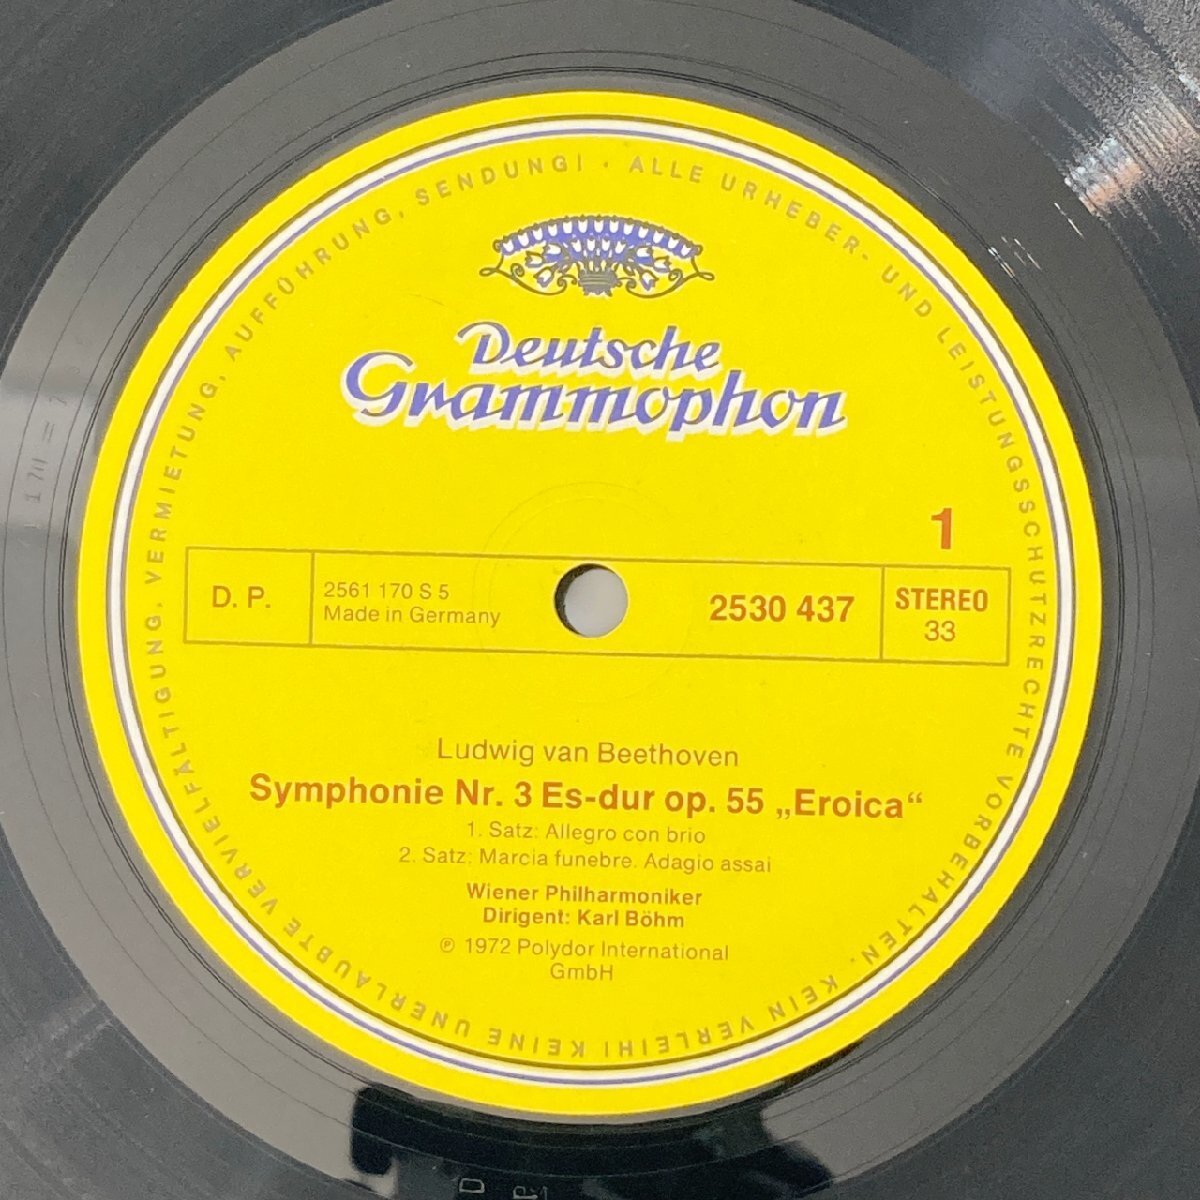 ALLE URHEBER- UND LEISTUNGSSCHUTZRECHTE VORBEHALTEN. KEIN VERLEIH! KEINE UNERLAUBTE VERVIELFÄLTIGUNG, VERMIETUNG, AUFFÜHRUNG, SENDUNG! ·
Deutsche
Grammophon
1
D. P.
2561 170 S 5
Made in Germany
2530 437
STEREO
33
Ludwig van Beethoven
Symphonie Nr. 3 Es-dur op. 55 „Eroica“
1. Satz: Allegro con brio
2. Satz: Marcia funebre. Adagio assai
Wiener Philharmoniker
Dirigent: Karl Böhm
℗ 1972 Polydor International
GmbH